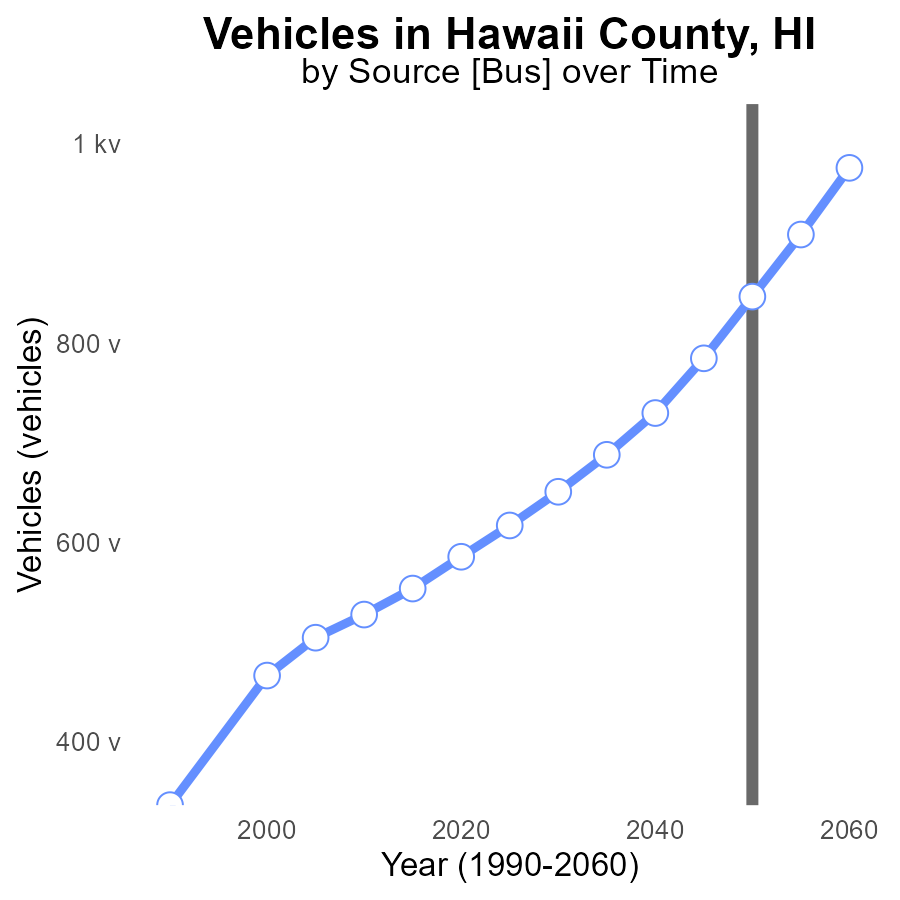 Vehicles in Hawaii County, HI
by Source [Bus] over Time
1 kv
800 v
600 v
400 v
Vehicles (vehicles)
2000 2020 2040 2060
Year (1990-2060)